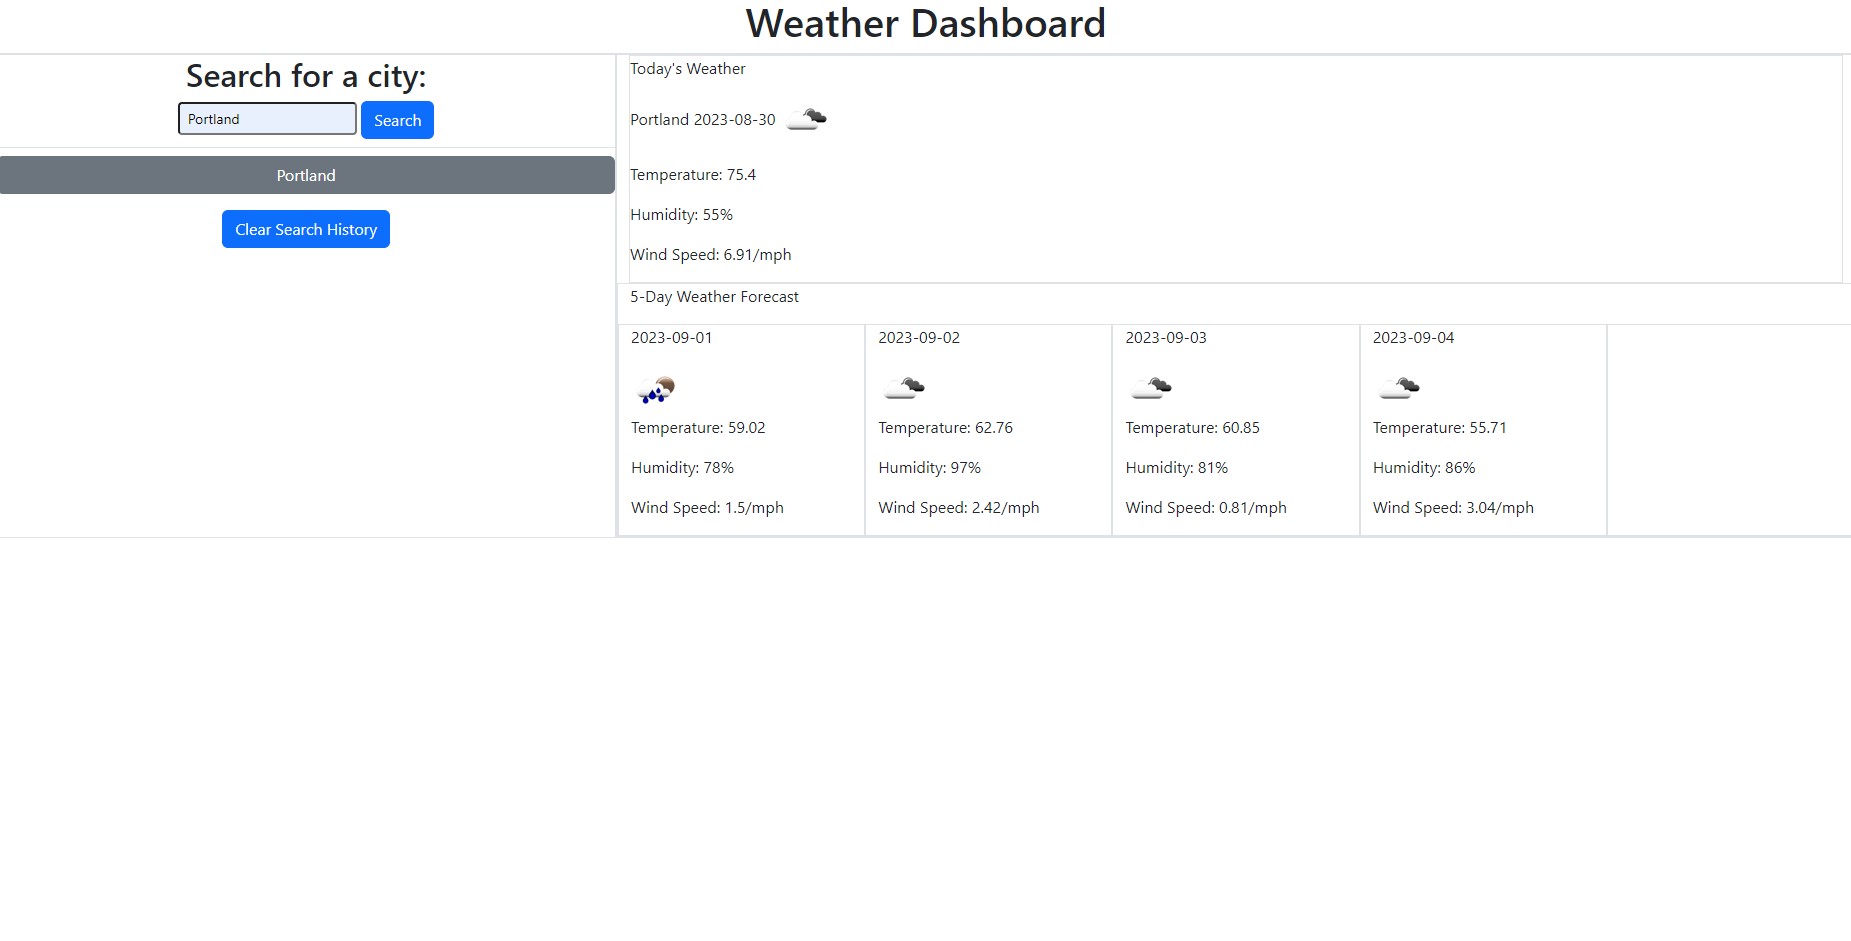 Weather Dashboard
Search for a city:
Portland
Search
Portland
Clear Search History
Today's Weather
Portland 2023-08-30
Temperature: 75.4
Humidity: 55%
Wind Speed: 6.91/mph
5-Day Weather Forecast
2023-09-01
Temperature: 59.02
Humidity: 78%
Wind Speed: 1.5/mph
2023-09-02
Temperature: 62.76
Humidity: 97%
Wind Speed: 2.42/mph
2023-09-03
Temperature: 60.85
Humidity: 81%
Wind Speed: 0.81/mph
2023-09-04
Temperature: 55.71
Humidity: 86%
Wind Speed: 3.04/mph